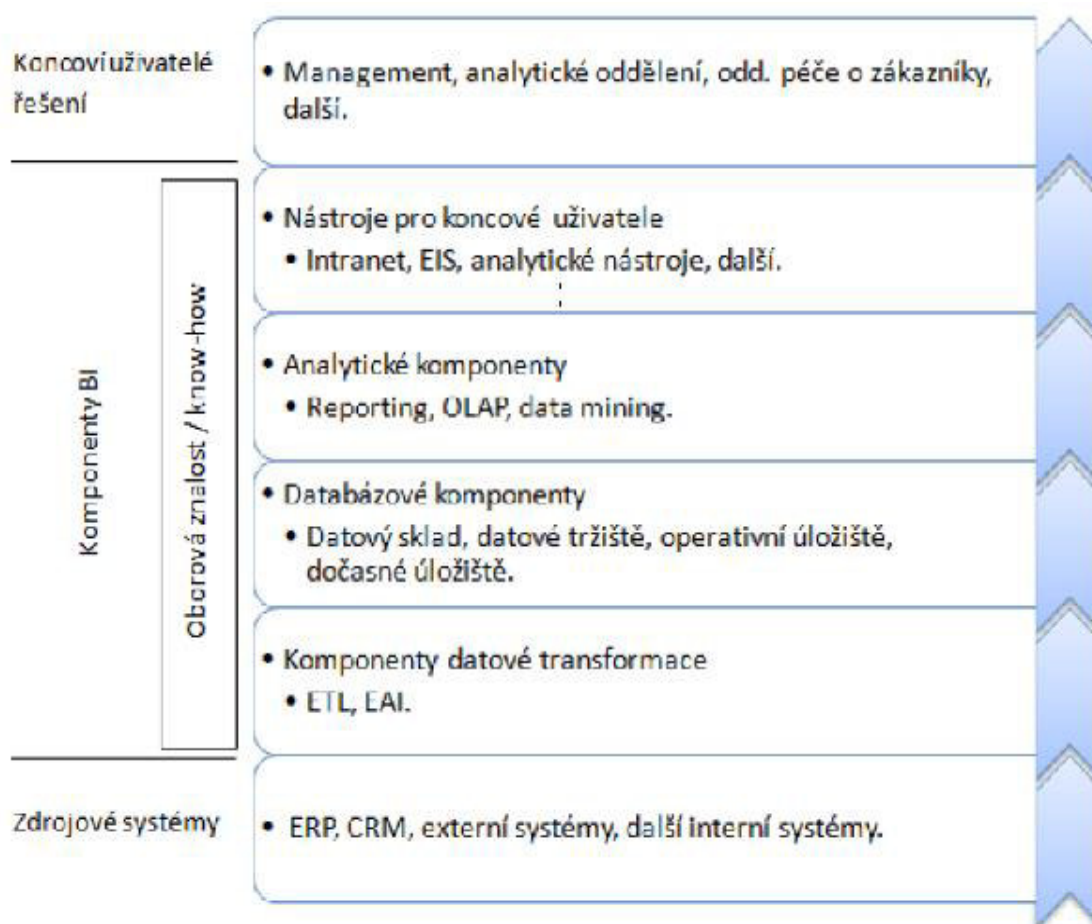 Koncoví uživatelé
řešení
• Management, analytické oddělení, odd. péče o zákazníky,
další.
Komponenty BI
Oborová znalost / know-how
• Nástroje pro koncové uživatele
• Intranet, EIS, analytické nástroje, další.
• Analytické komponenty
• Reporting, OLAP, data mining.
• Databázové komponenty
• Datový sklad, datové tržiště, operativní úložiště,
dočasné úložiště.
• Komponenty datové transformace
• ETL, EAI.
Zdrojové systémy
• ERP, CRM, externí systémy, další interní systémy.